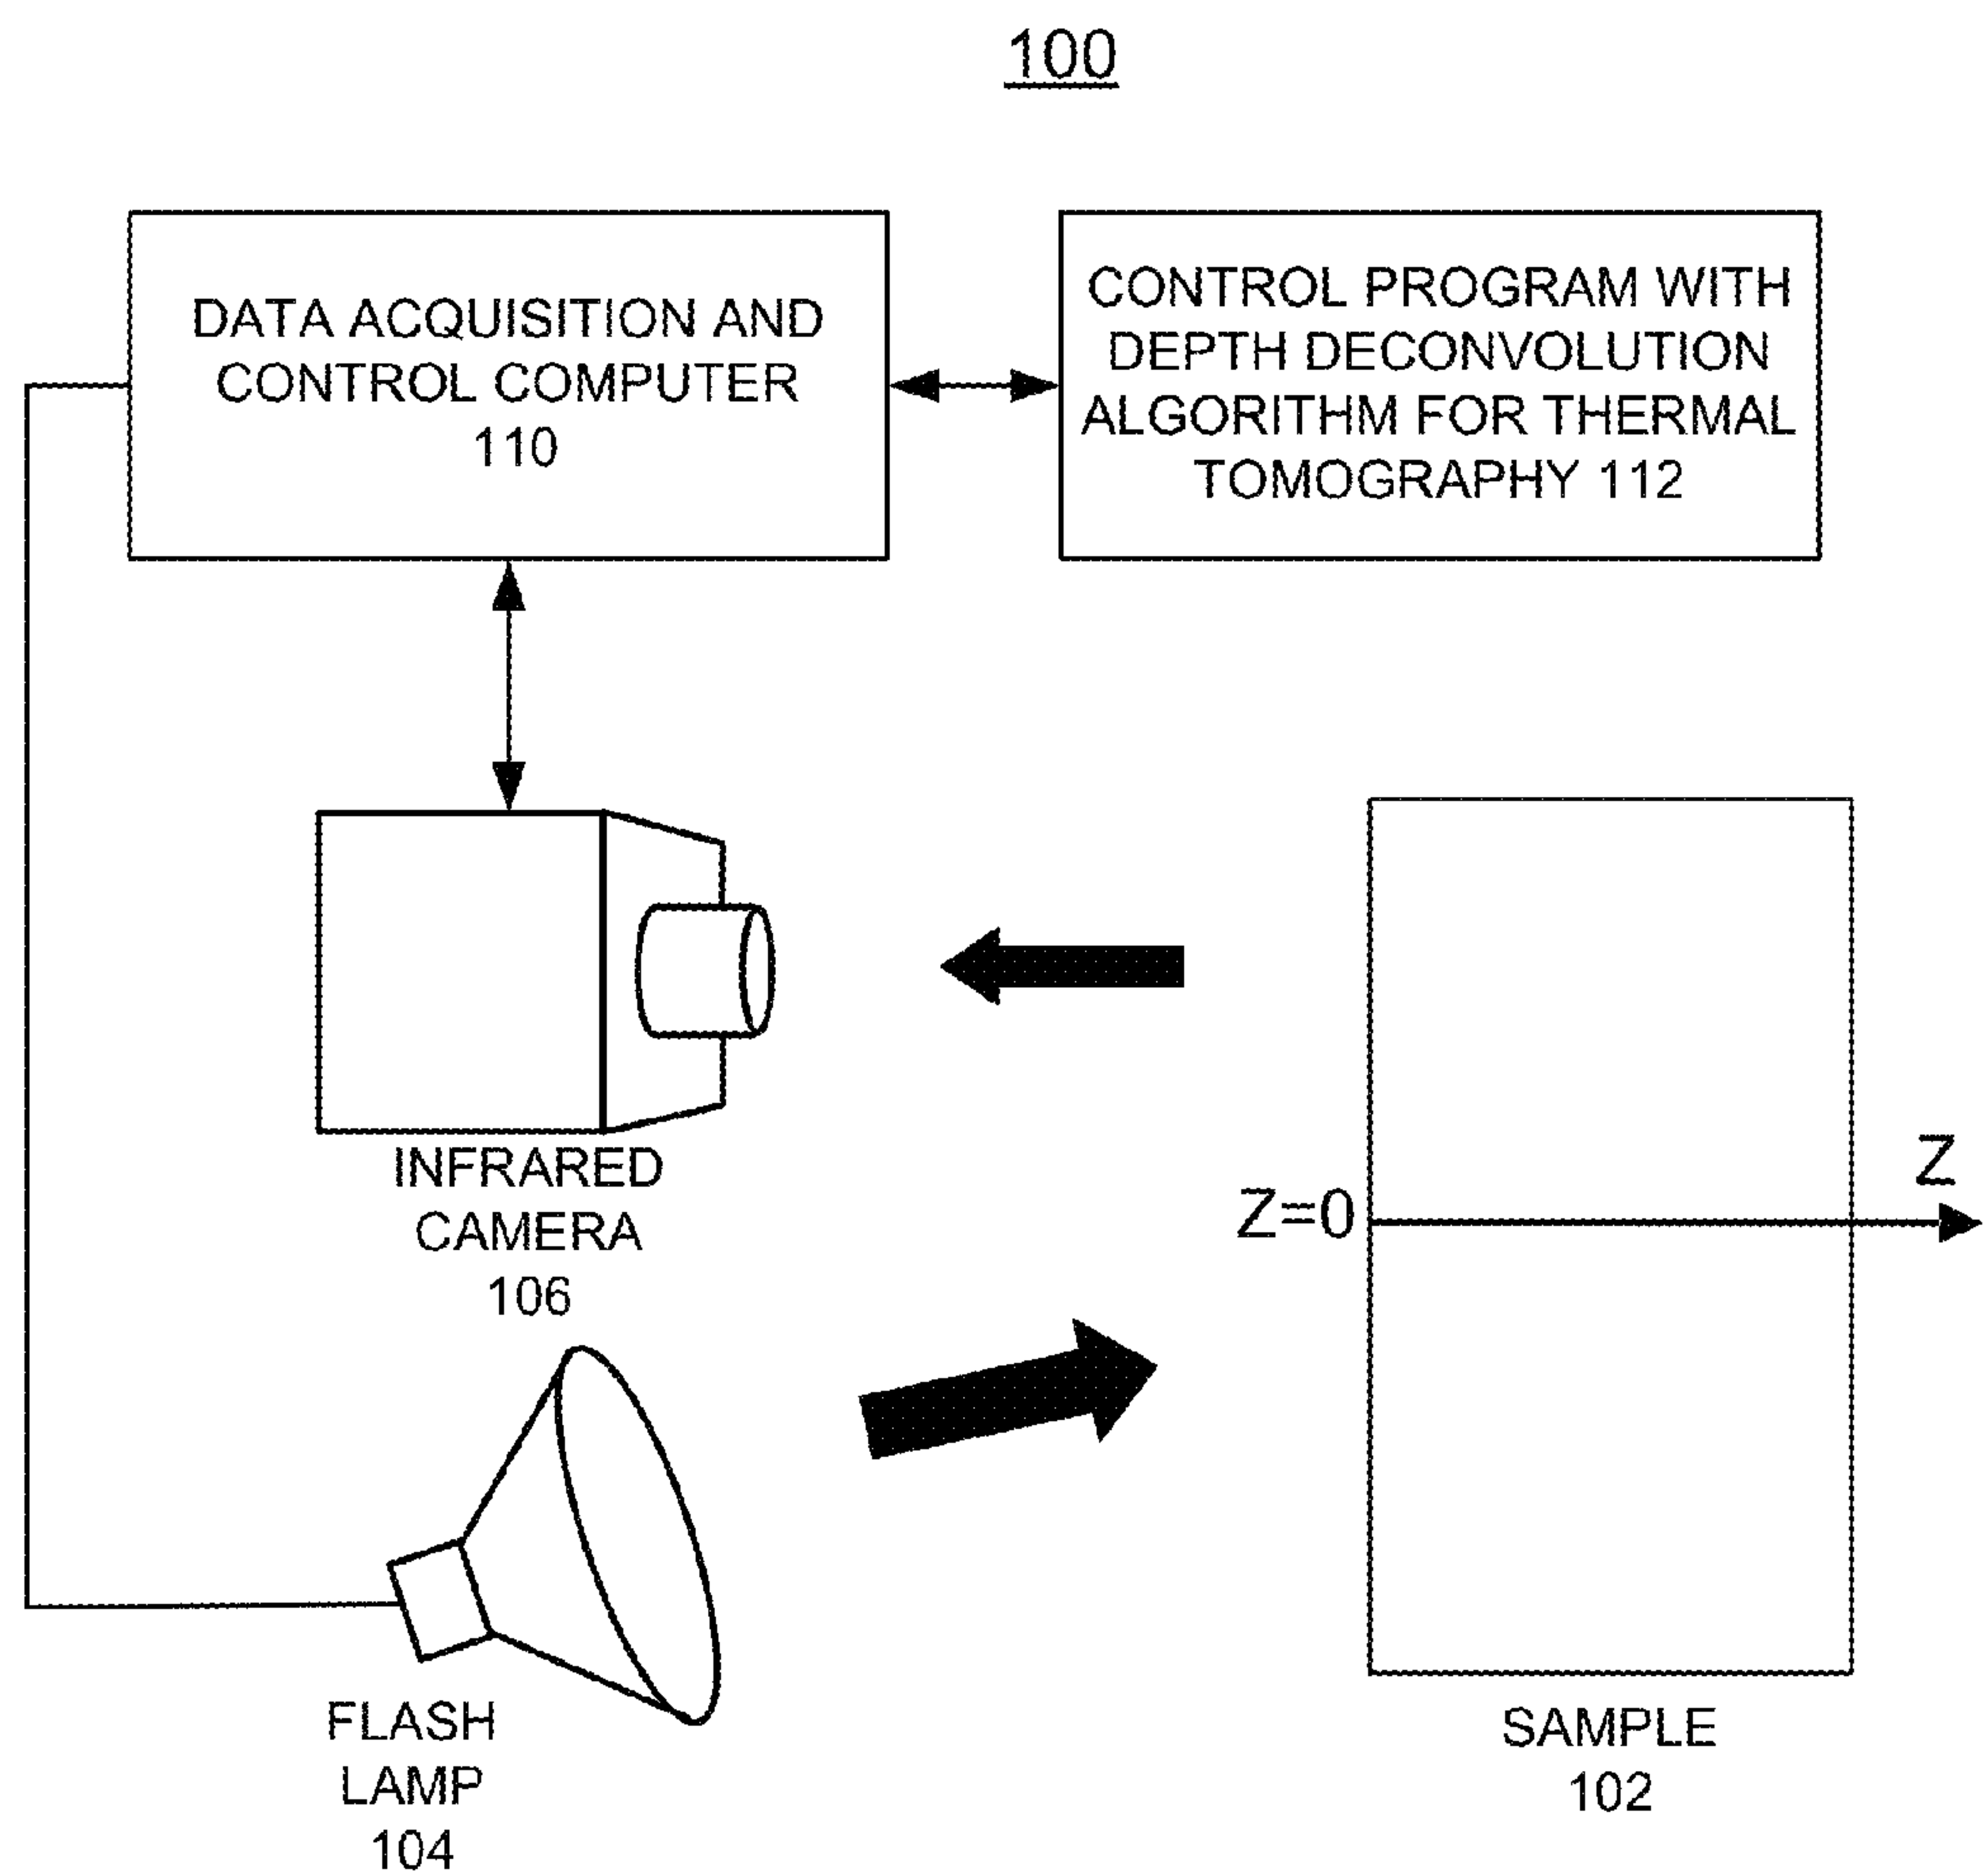 100
DATA ACQUISITION AND
CONTROL COMPUTER
110
CONTROL PROGRAM WITH
DEPTH DECONVOLUTION
ALGORITHM FOR THERMAL
TOMOGRAPHY 112
INFRARED
CAMERA
106
Z
Z=0
FLASH
LAMP
104
SAMPLE
102